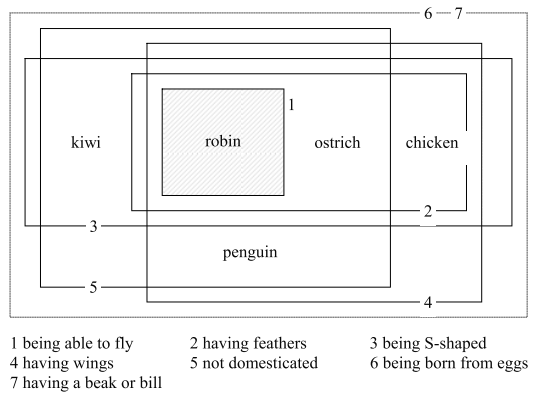 6 7
1
kiwi robin ostrich chicken
2
3
penguin
5
4
1 being able to fly 2 having feathers 3 being S-shaped
4 having wings 5 not domesticated 6 being born from eggs
7 having a beak or bill